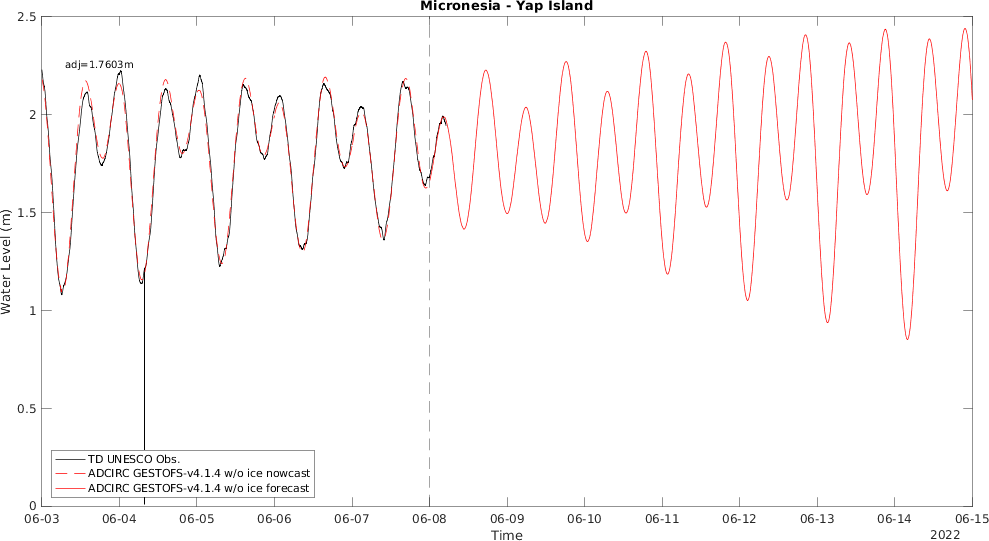 Micronesia - Yap Island
2.5
adj=1.7603m
2
1.5
1
0.5
0
Water Level (m)
TD UNESCO Obs.
ADCIRC GESTOFS-v4.1.4 w/o ice nowcast
ADCIRC GESTOFS-v4.1.4 w/o ice forecast
06-03 06-04 06-05 06-06 06-07 06-08 06-09 06-10 06-11 06-12 06-13 06-14 06-15
Time
2022